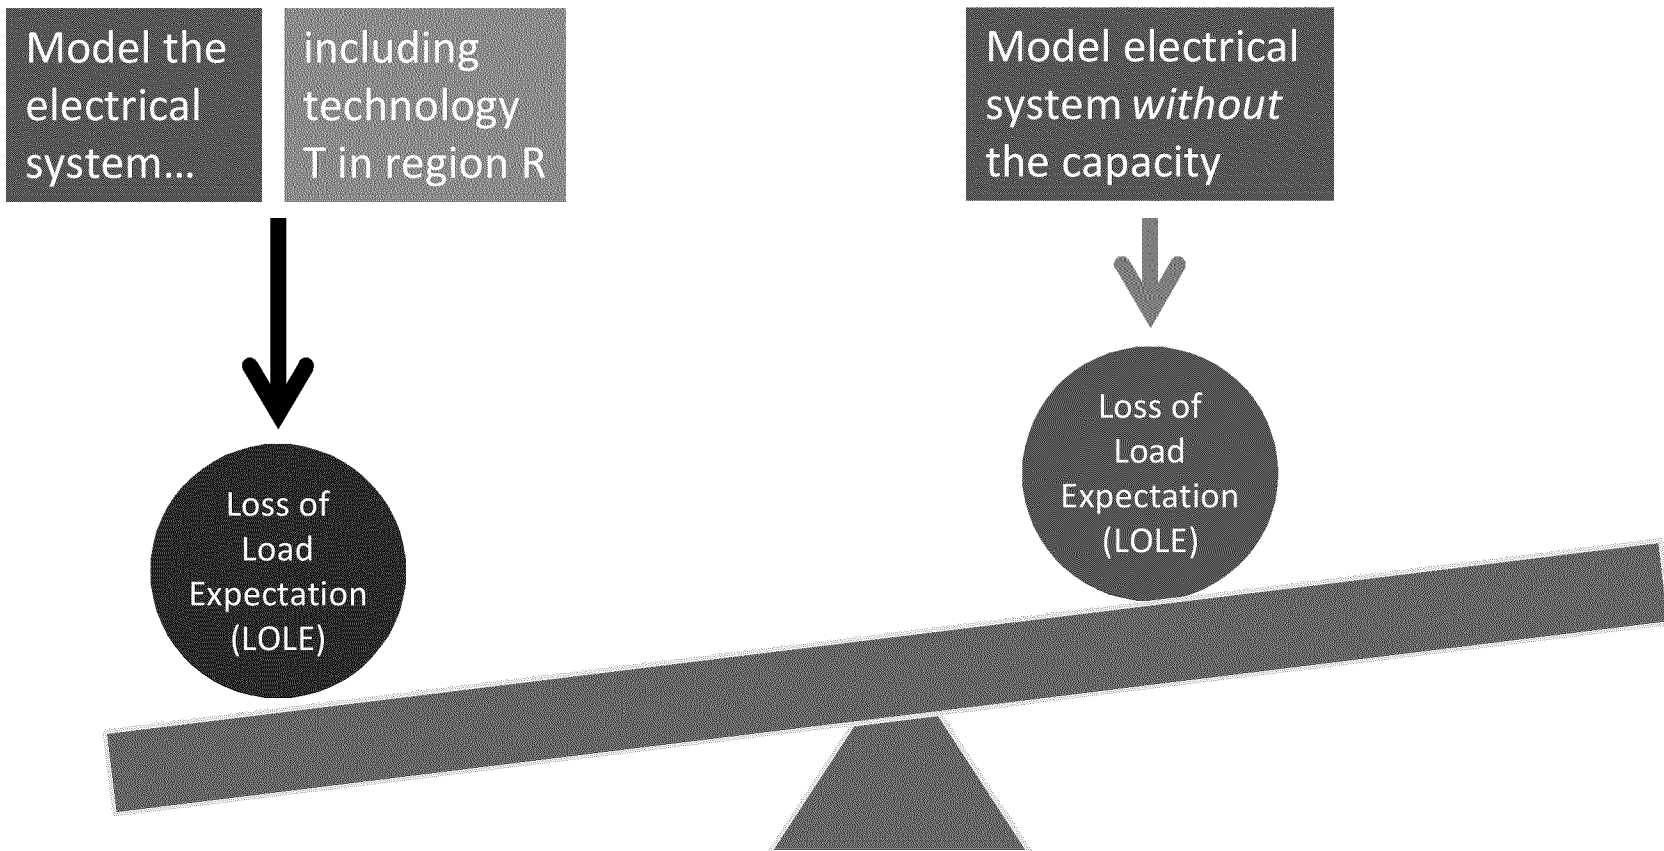 Model the
electrical
system…
including
technology
T in region R
Model electrical
system without
the capacity
Loss of
Load
Expectation
(LOLE)
Loss of
Load
Expectation
(LOLE)